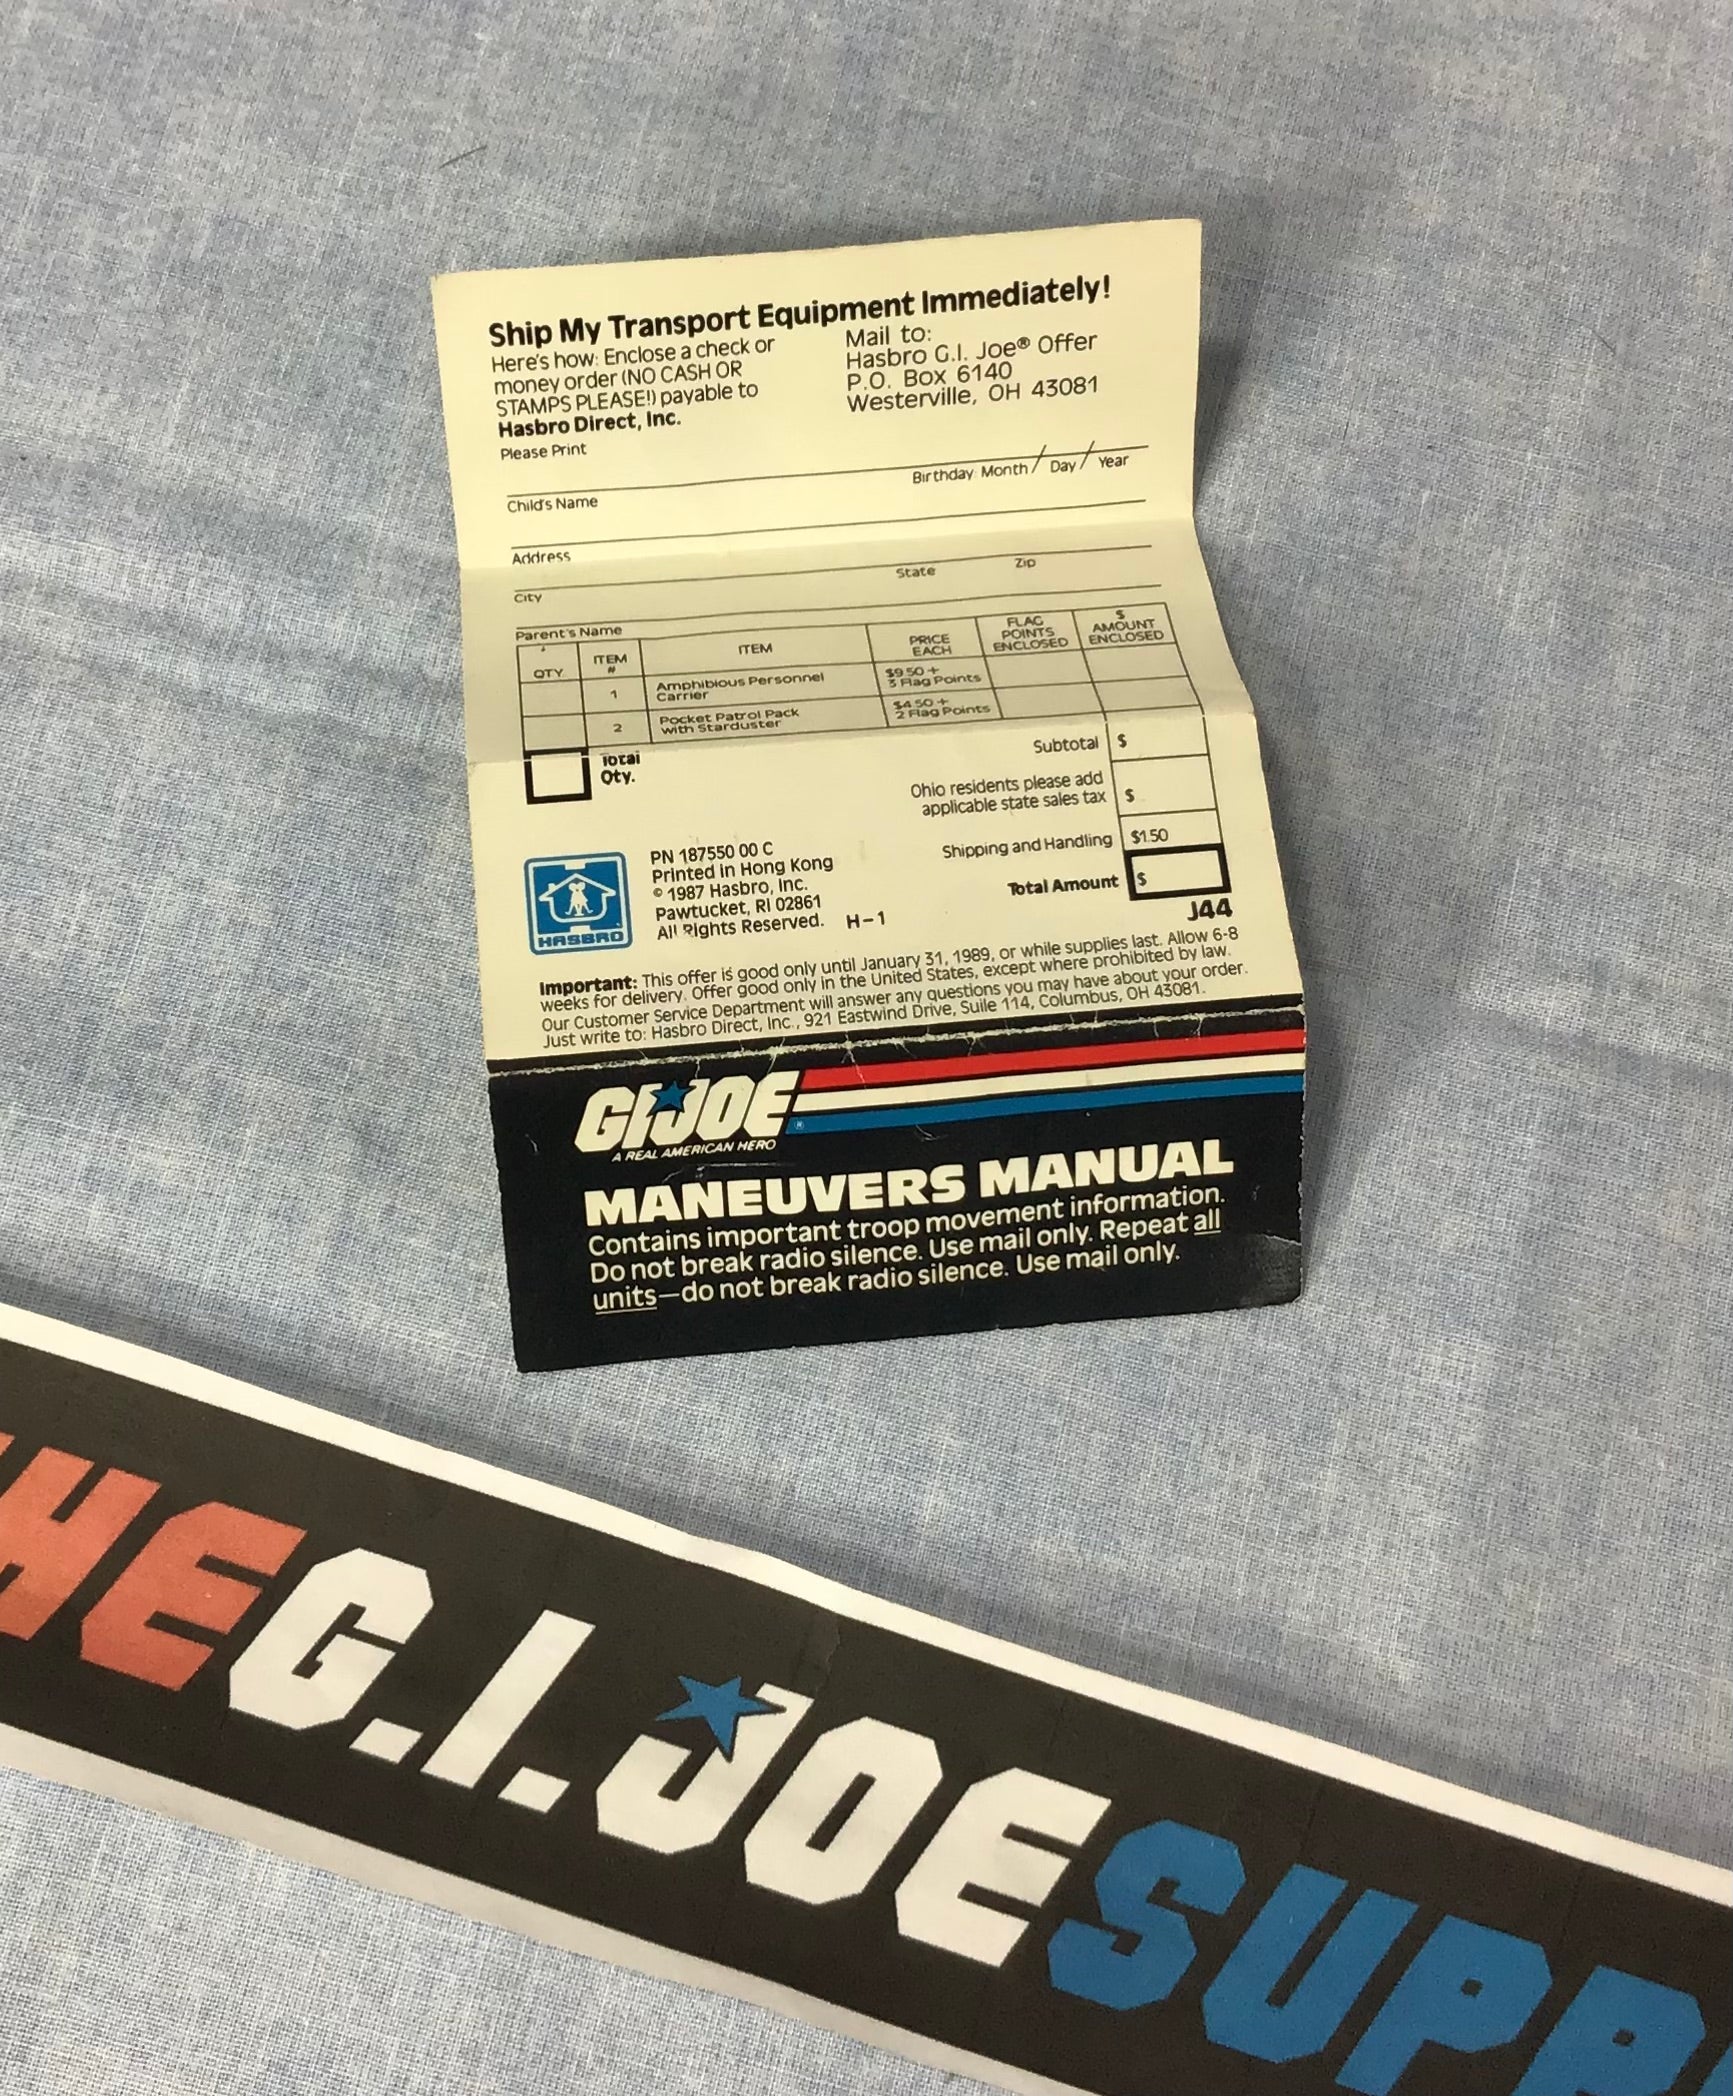 Ship My Transport Equipment Immediately!
Here's how: Enclose a check or
money order (NO CASH OR
STAMPS PLEASE!) payable to
Hasbro Direct, Inc.
Mail to:
Hasbro G.I. Joe® Offer
P.O. Box 6140
Westerville, OH 43081
Please Print
Child's Name Birthday: Month / Day / Year
Address
City State Zip
Parent's Name
QTY. ITEM # ITEM PRICE EACH FLAG POINTS ENCLOSED $ AMOUNT ENCLOSED
1 Amphibious Personnel Carrier $9.50 + 3 Flag Points
2 Pocket Patrol Pack with Starduster $4.50 + 2 Flag Points
Total
Qty.
Subtotal $
Ohio residents please add
applicable state sales tax $
Shipping and Handling $1.50
Total Amount $
J44
HASBRO
PN 187550 00 C
Printed in Hong Kong
© 1987 Hasbro, Inc.
Pawtucket, RI 02861
All Rights Reserved. H-1
Important: This offer is good only until January 31, 1989, or while supplies last. Allow 6-8
weeks for delivery. Offer good only in the United States, except where prohibited by law.
Our Customer Service Department will answer any questions you may have about your order.
Just write to: Hasbro Direct, Inc., 921 Eastwind Drive, Suile 114, Columbus, OH 43081.
GI JOE ®
A REAL AMERICAN HERO
MANEUVERS MANUAL
Contains important troop movement information.
Do not break radio silence. Use mail only. Repeat all
units—do not break radio silence. Use mail only.
HE G.I. JOE SUPP